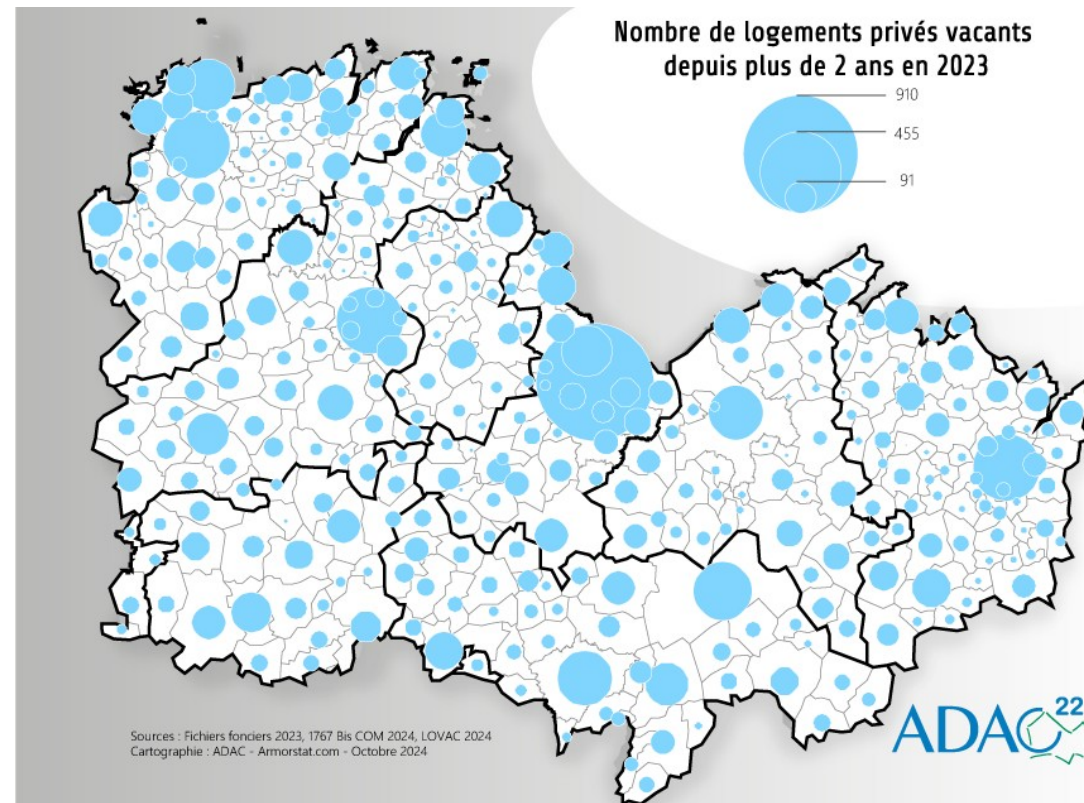 Nombre de logements privés vacants
depuis plus de 2 ans en 2023
910
455
91
Sources : Fichiers fonciers 2023, 1767 Bis COM 2024, LOVAC 2024
Cartographie : ADAC - Armorstat.com - Octobre 2024
ADAC 22